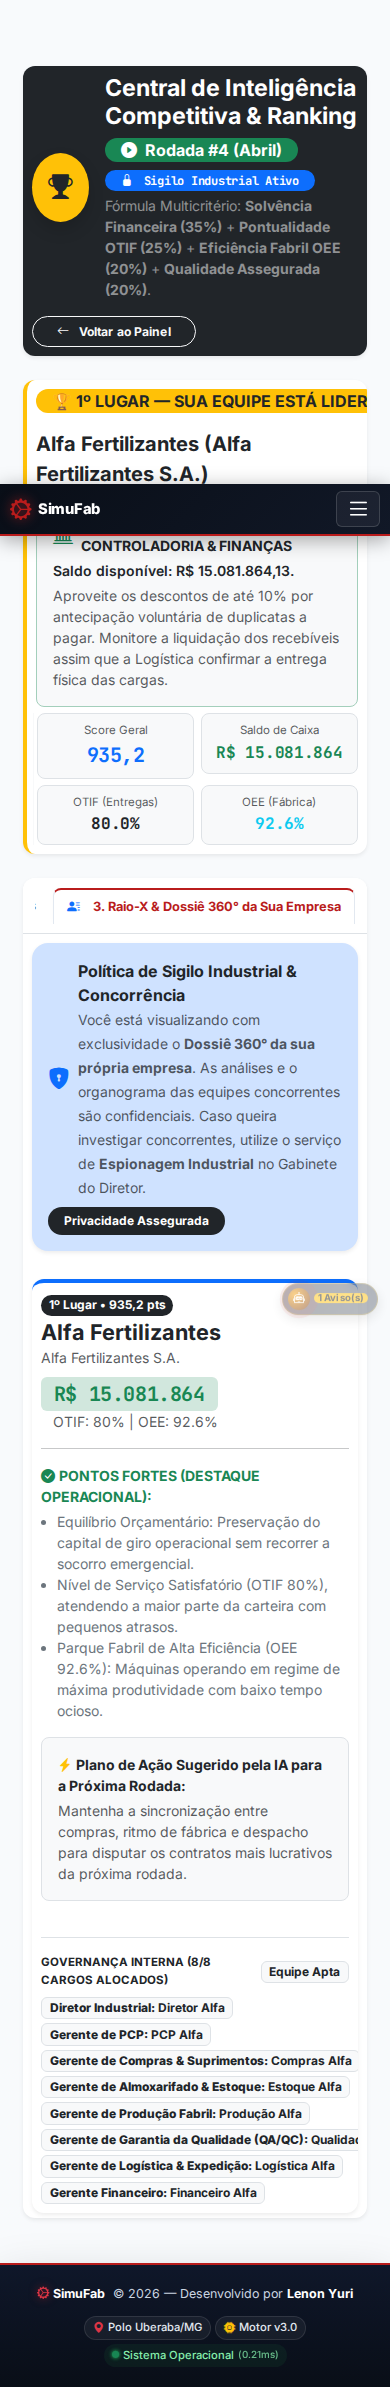 Central de Inteligência
Competitiva & Ranking
Rodada #4 (Abril)
Sigilo Industrial Ativo
Fórmula Multicritério: Solvência
Financeira (35%) + Pontualidade
OTIF (25%) + Eficiência Fabril OEE
(20%) + Qualidade Assegurada
(20%).
← Voltar ao Painel
🏆 1º LUGAR — SUA EQUIPE ESTÁ LIDER
Alfa Fertilizantes (Alfa
Fertilizantes S.A.)
SimuFab
CONTROLADORIA & FINANÇAS
Saldo disponível: R$ 15.081.864,13.
Aproveite os descontos de até 10% por
antecipação voluntária de duplicatas a
pagar. Monitore a liquidação dos recebíveis
assim que a Logística confirmar a entrega
física das cargas.
Score Geral
935,2
Saldo de Caixa
R$ 15.081.864
OTIF (Entregas)
80.0%
OEE (Fábrica)
92.6%
3. Raio-X & Dossiê 360° da Sua Empresa
Política de Sigilo Industrial &
Concorrência
Você está visualizando com
exclusividade o Dossiê 360° da sua
própria empresa. As análises e o
organograma das equipes concorrentes
são confidenciais. Caso queira
investigar concorrentes, utilize o serviço
de Espionagem Industrial no Gabinete
do Diretor.
Privacidade Assegurada
1º Lugar • 935,2 pts
1 Aviso(s)
Alfa Fertilizantes
Alfa Fertilizantes S.A.
R$ 15.081.864
OTIF: 80% | OEE: 92.6%
PONTOS FORTES (DESTAQUE
OPERACIONAL):
• Equilíbrio Orçamentário: Preservação do
capital de giro operacional sem recorrer a
socorro emergencial.
• Nível de Serviço Satisfatório (OTIF 80%),
atendendo a maior parte da carteira com
pequenos atrasos.
• Parque Fabril de Alta Eficiência (OEE
92.6%): Máquinas operando em regime de
máxima produtividade com baixo tempo
ocioso.
Plano de Ação Sugerido pela IA para
a Próxima Rodada:
Mantenha a sincronização entre
compras, ritmo de fábrica e despacho
para disputar os contratos mais lucrativos
da próxima rodada.
GOVERNANÇA INTERNA (8/8
CARGOS ALOCADOS)
Equipe Apta
Diretor Industrial: Diretor Alfa
Gerente de PCP: PCP Alfa
Gerente de Compras & Suprimentos: Compras Alfa
Gerente de Almoxarifado & Estoque: Estoque Alfa
Gerente de Produção Fabril: Produção Alfa
Gerente de Garantia da Qualidade (QA/QC): Qualidad
Gerente de Logística & Expedição: Logística Alfa
Gerente Financeiro: Financeiro Alfa
SimuFab © 2026 — Desenvolvido por Lenon Yuri
Polo Uberaba/MG
Motor v3.0
Sistema Operacional (0.21ms)